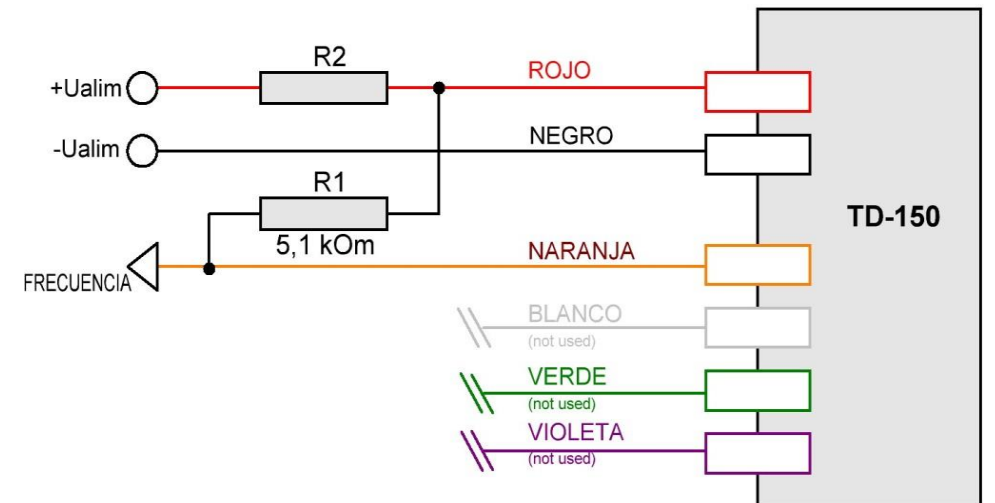 R2
+Ualim
ROJO
-Ualim
NEGRO
R1
5,1 kOm
TD-150
FRECUENCIA
NARANJA
BLANCO
(not used)
VERDE
(not used)
VIOLETA
(not used)